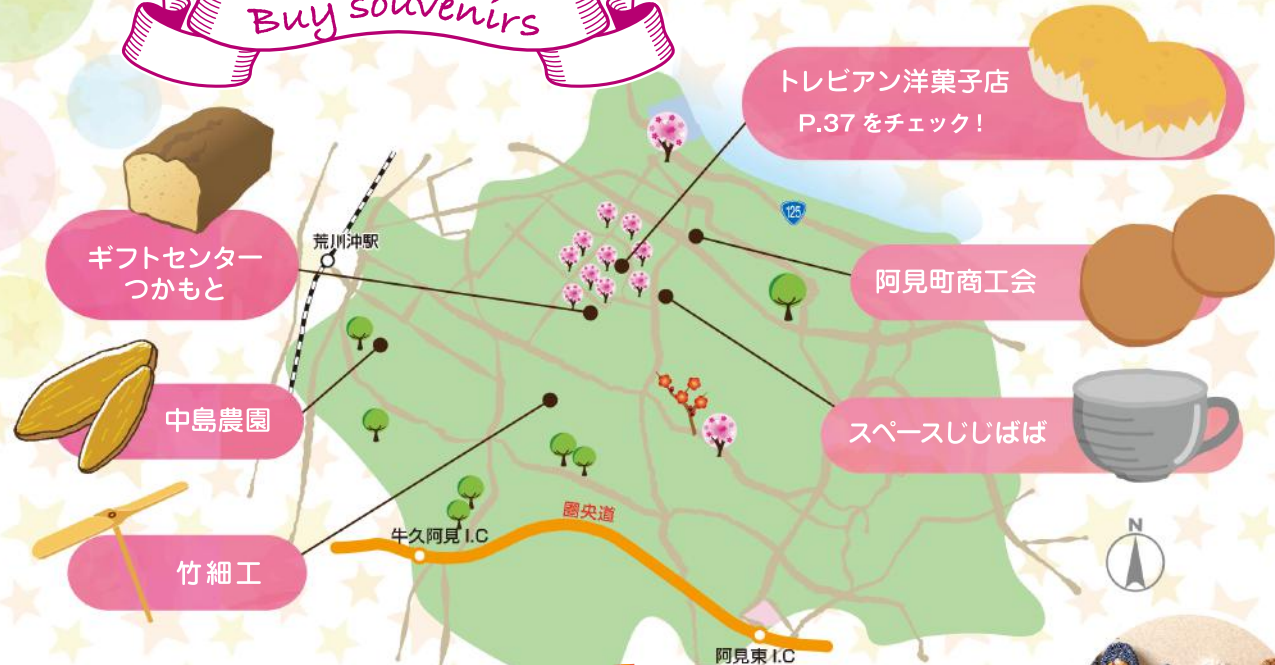 Buy souvenirs
トレビアン洋菓子店
P.37 をチェック!
125
荒川沖駅
ギフトセンター
つかもと
阿見町商工会
中島農園
スペースじじばば
圏央道
牛久阿見 I.C
竹細工
N
阿見東 I.C